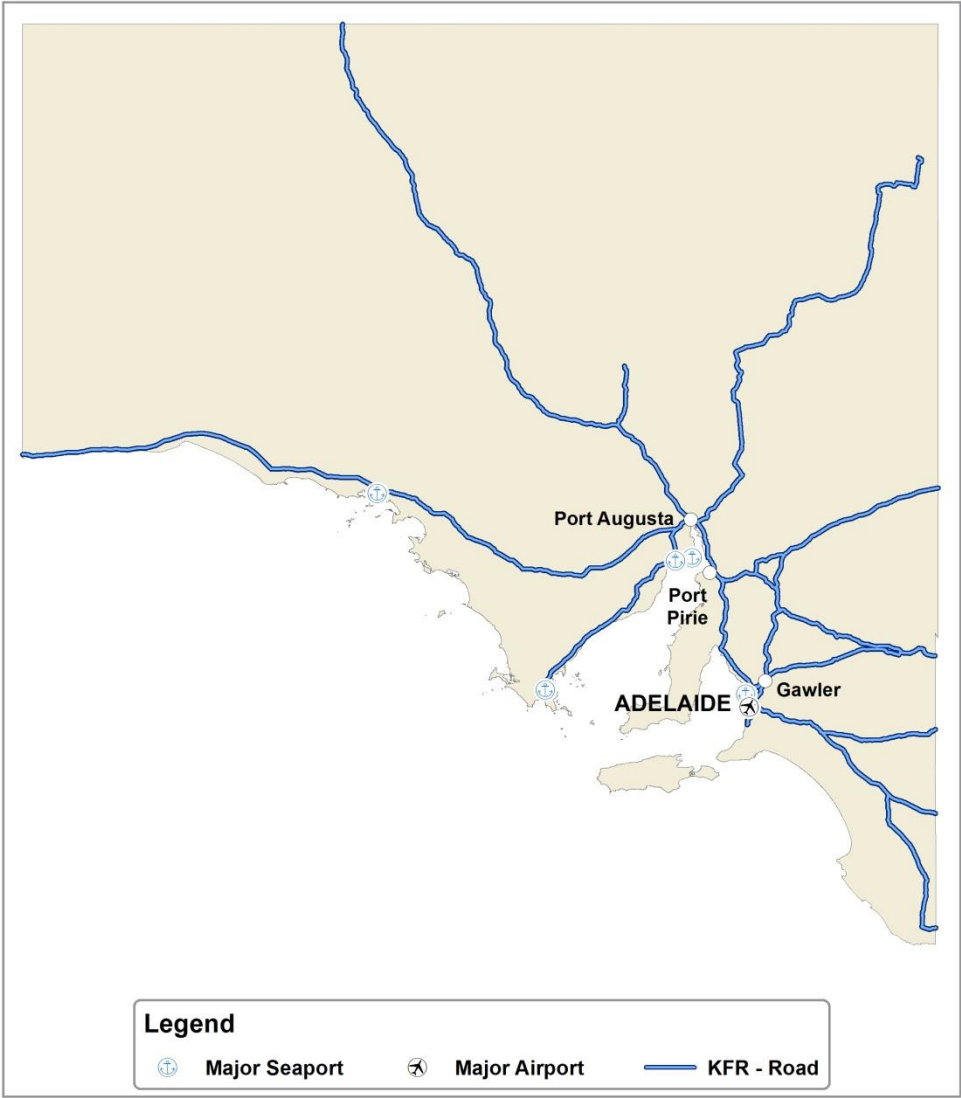 Port Augusta
Port
Pirie
Gawler
ADELAIDE
Legend
Major Seaport
Major Airport
KFR - Road